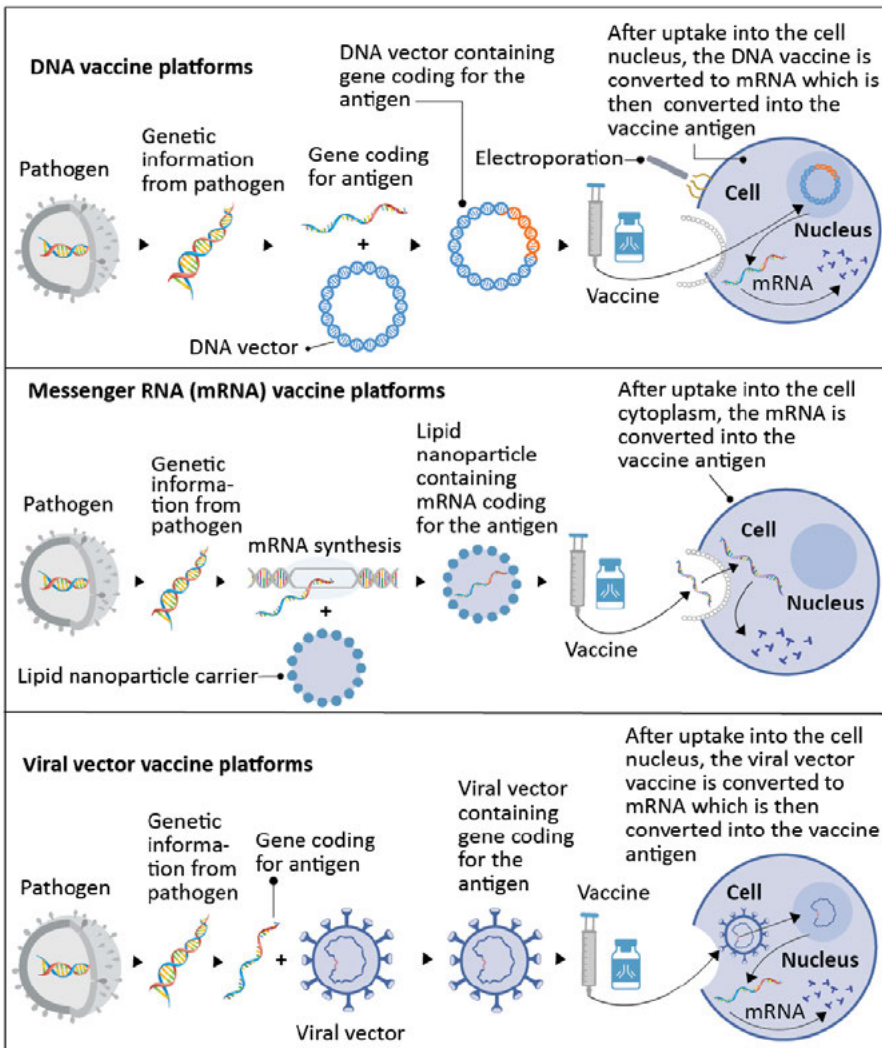 DNA vaccine platforms
DNA vector containing
gene coding for the
antigen
After uptake into the cell
nucleus, the DNA vaccine is
converted to mRNA which is
then converted into the
vaccine antigen
Pathogen
Genetic
information
from pathogen
Gene coding
for antigen
+
DNA vector
Electroporation
Vaccine
Cell
Nucleus
mRNA
Messenger RNA (mRNA) vaccine platforms
After uptake into the cell
cytoplasm, the mRNA is
converted into the
vaccine antigen
Pathogen
Genetic
informa-
tion from
pathogen
mRNA synthesis
+
Lipid nanoparticle carrier
Lipid
nanoparticle
containing
mRNA coding
for the antigen
Vaccine
Cell
Nucleus
Viral vector vaccine platforms
After uptake into the cell
nucleus, the viral vector
vaccine is converted to
mRNA which is then
converted into the vaccine
antigen
Pathogen
Genetic
informa-
tion from
pathogen
Gene coding
for antigen
+
Viral vector
Viral vector
containing
gene coding
for the
antigen
Vaccine
Cell
Nucleus
mRNA